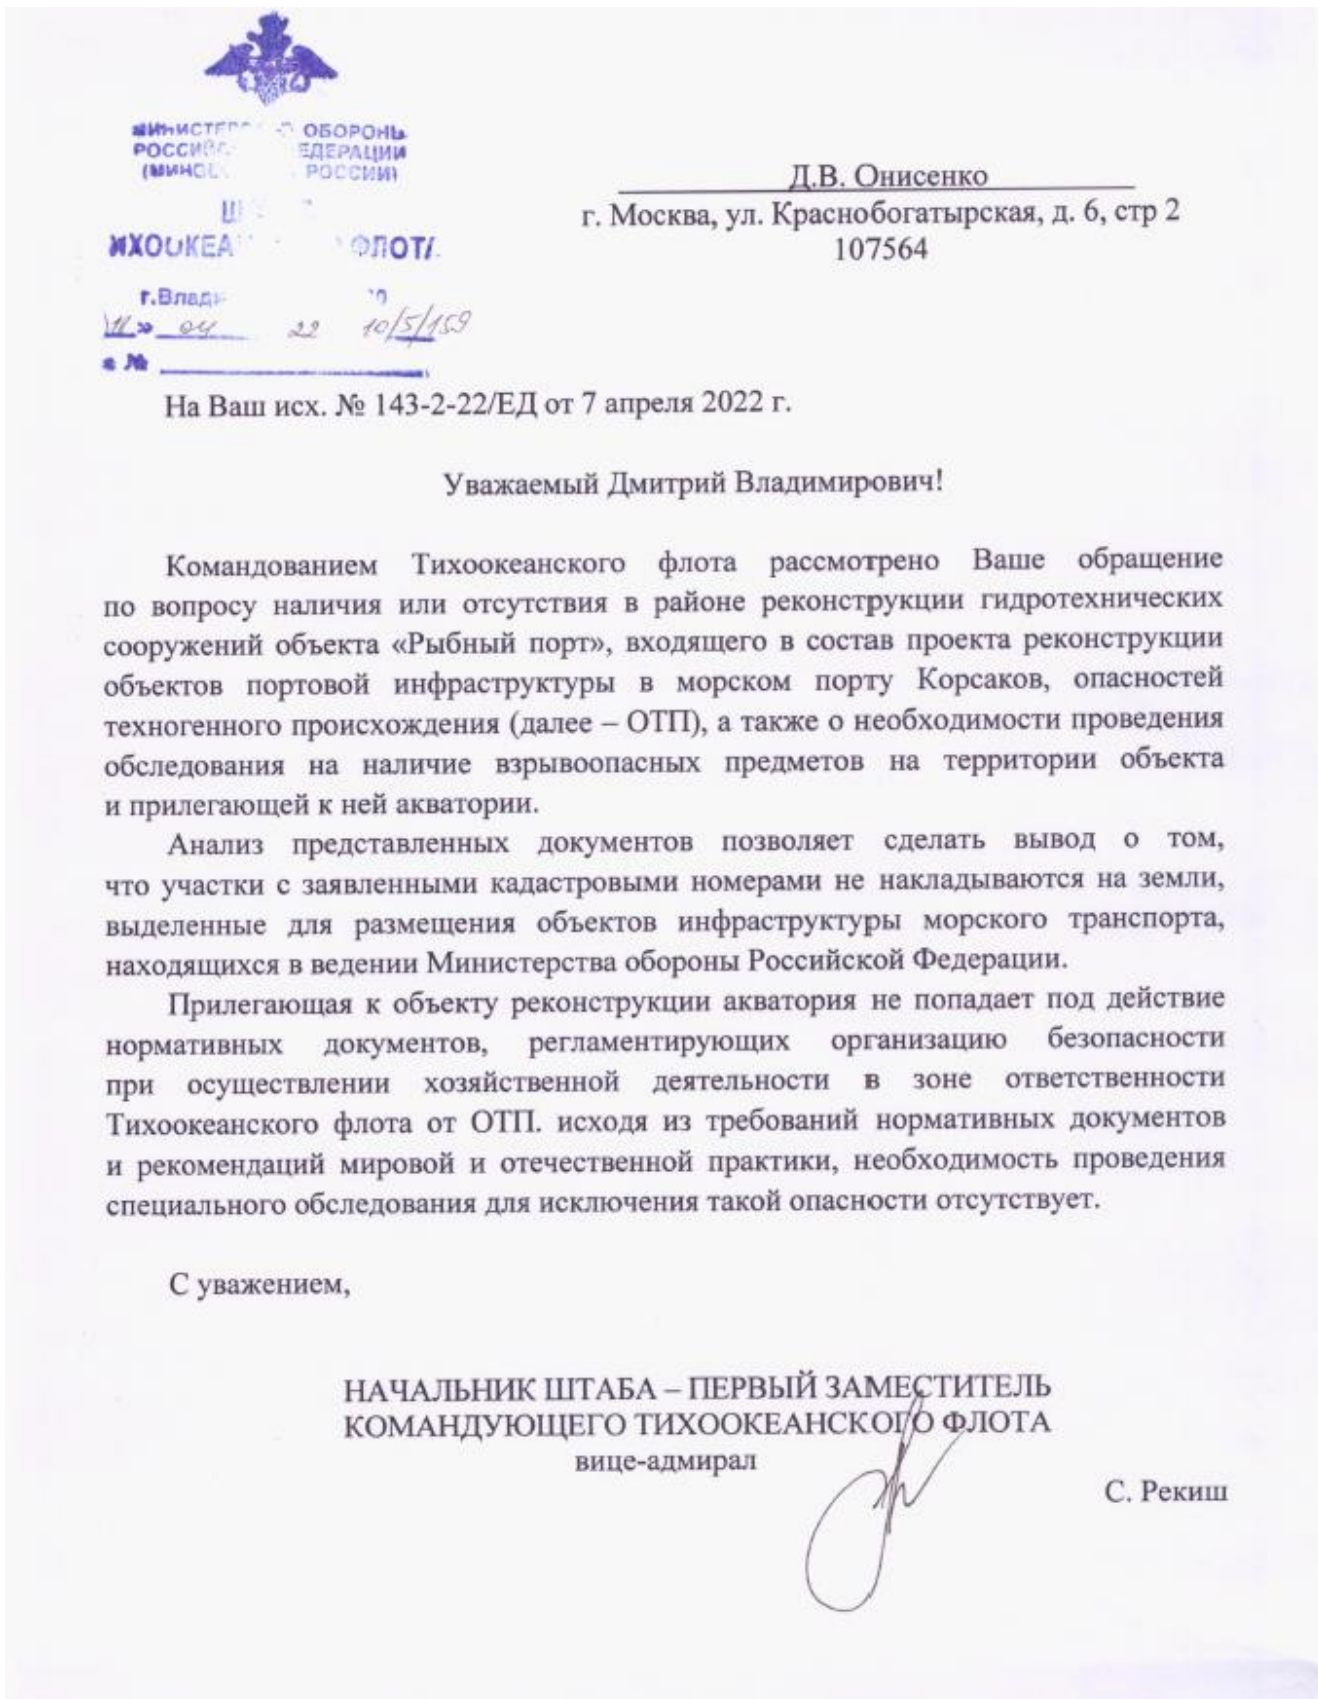 ОБОРОНЫ
РОССИИ)
г.Влад
04 22 10/5/159
№
Д.В. Онисенко
г. Москва, ул. Краснобогатырская, д. 6, стр 2
107564
На Ваш исх. № 143-2-22/ЕД от 7 апреля 2022 г.
Уважаемый Дмитрий Владимирович!
Командованием Тихоокеанского флота рассмотрено Ваше обращение
по вопросу наличия или отсутствия в районе реконструкции гидротехнических
сооружений объекта «Рыбный порт», входящего в состав проекта реконструкции
объектов портовой инфраструктуры в морском порту Корсаков, опасностей
техногенного происхождения (далее – ОТП), а также о необходимости проведения
обследования на наличие взрывоопасных предметов на территории объекта
и прилегающей к ней акватории.
Анализ представленных документов позволяет сделать вывод о том,
что участки с заявленными кадастровыми номерами не накладываются на земли,
выделенные для размещения объектов инфраструктуры морского транспорта,
находящихся в ведении Министерства обороны Российской Федерации.
Прилегающая к объекту реконструкции акватория не попадает под действие
нормативных документов, регламентирующих организацию безопасности
при осуществлении хозяйственной деятельности в зоне ответственности
Тихоокеанского флота от ОТП. исходя из требований нормативных документов
и рекомендаций мировой и отечественной практики, необходимость проведения
специального обследования для исключения такой опасности отсутствует.
С уважением,
НАЧАЛЬНИК ШТАБА – ПЕРВЫЙ ЗАМЕСТИТЕЛЬ
КОМАНДУЮЩЕГО ТИХООКЕАНСКОГО ФЛОТА
вице-адмирал
С. Рекиш